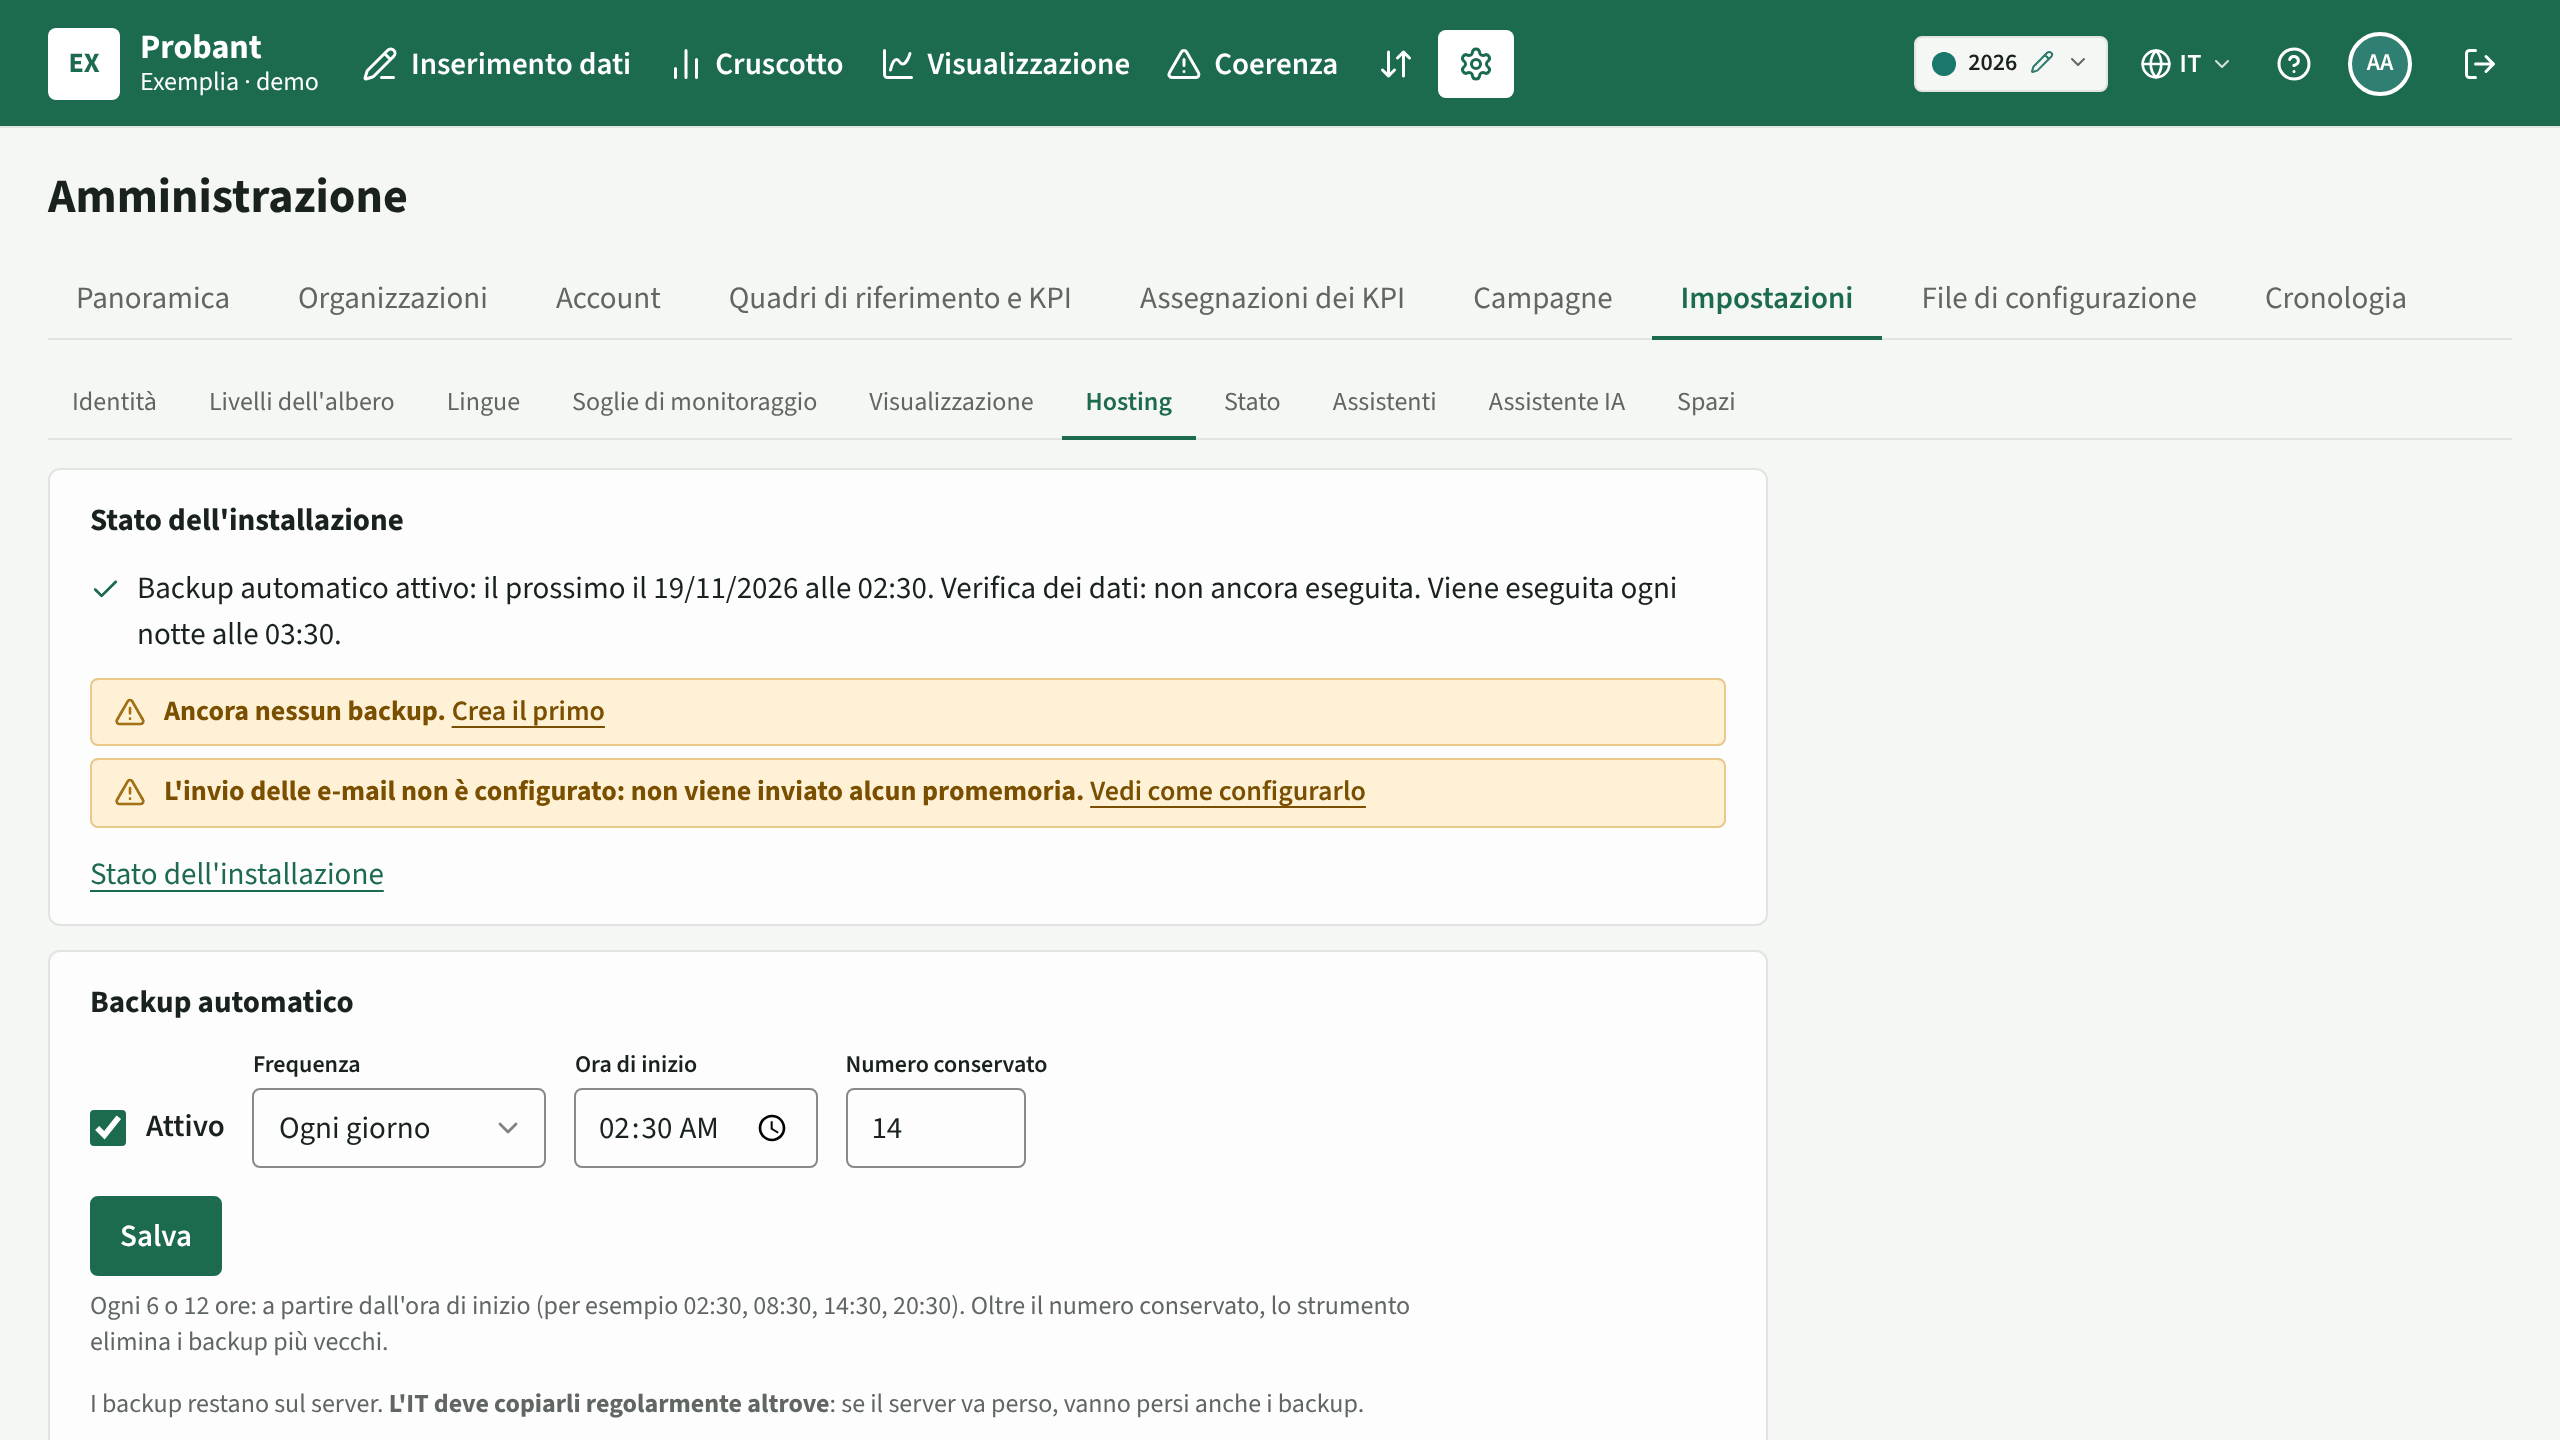 EX
Probant
Exemplia · demo
Inserimento dati
Cruscotto
Visualizzazione
Coerenza
2026
IT
AA
Amministrazione
Panoramica
Organizzazioni
Account
Quadri di riferimento e KPI
Assegnazioni dei KPI
Campagne
Impostazioni
File di configurazione
Cronologia
Identità
Livelli dell'albero
Lingue
Soglie di monitoraggio
Visualizzazione
Hosting
Stato
Assistenti
Assistente IA
Spazi
Stato dell'installazione
Backup automatico attivo: il prossimo il 19/11/2026 alle 02:30. Verifica dei dati: non ancora eseguita. Viene eseguita ogni
notte alle 03:30.
Ancora nessun backup. Crea il primo
L'invio delle e-mail non è configurato: non viene inviato alcun promemoria. Vedi come configurarlo
Stato dell'installazione
Backup automatico
Attivo
Frequenza
Ogni giorno
Ora di inizio
02:30 AM
Numero conservato
14
Salva
Ogni 6 o 12 ore: a partire dall'ora di inizio (per esempio 02:30, 08:30, 14:30, 20:30). Oltre il numero conservato, lo strumento
elimina i backup più vecchi.
I backup restano sul server. L'IT deve copiarli regolarmente altrove: se il server va perso, vanno persi anche i backup.